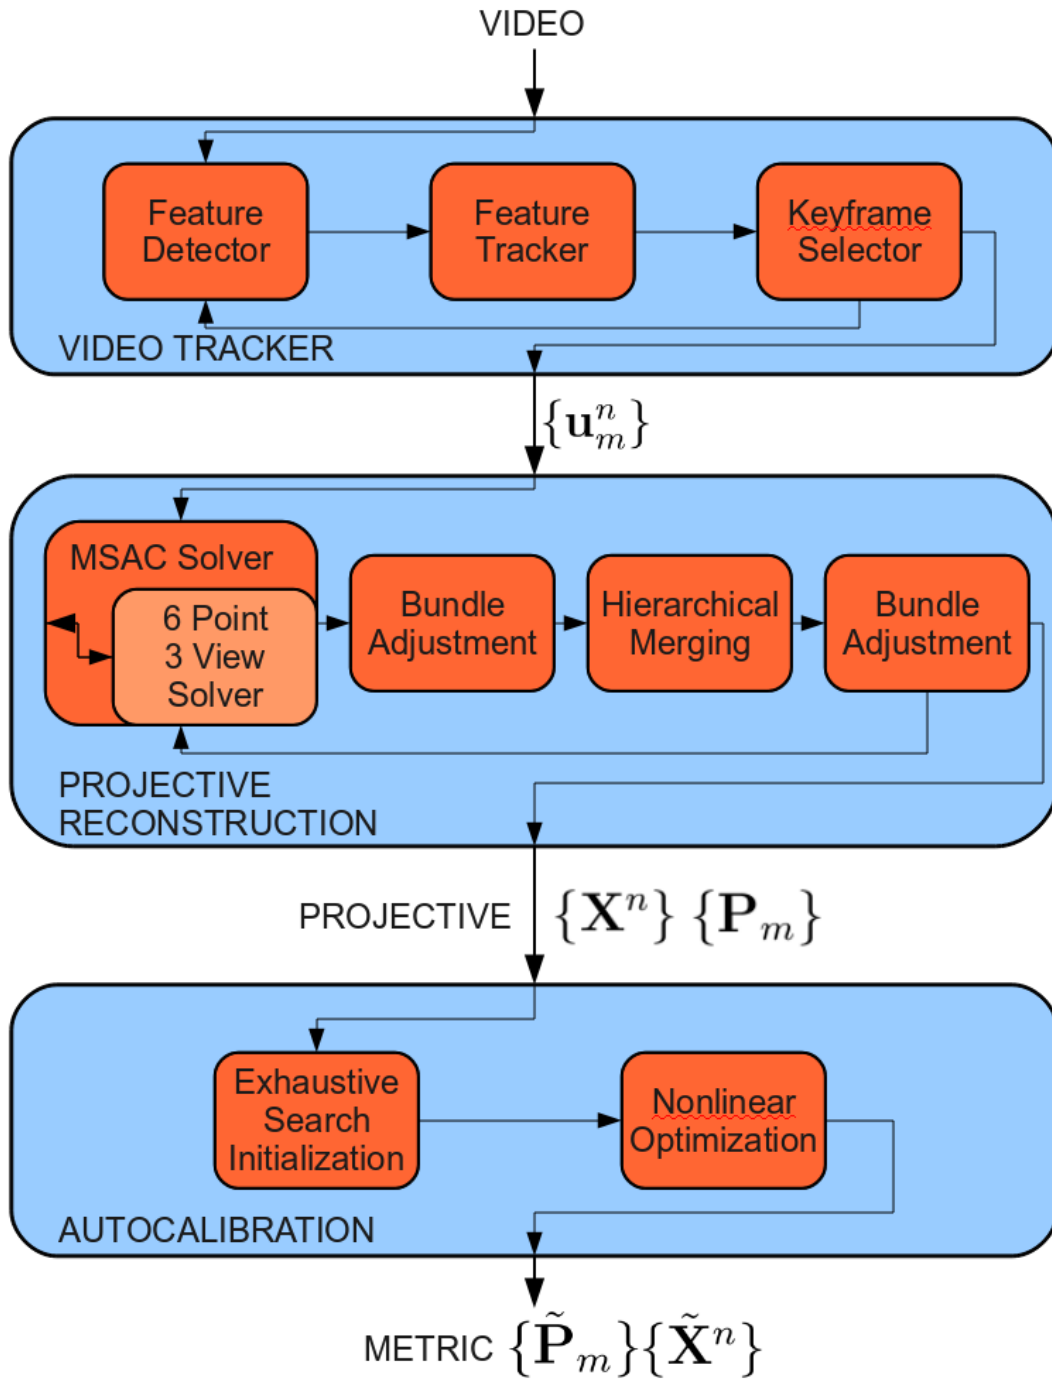 VIDEO
Feature
Detector
Feature
Tracker
Keyframe
Selector
VIDEO TRACKER
{u_m^n}
MSAC Solver
6 Point
3 View
Solver
Bundle
Adjustment
Hierarchical
Merging
Bundle
Adjustment
PROJECTIVE
RECONSTRUCTION
PROJECTIVE {X^n} {P_m}
Exhaustive
Search
Initialization
Nonlinear
Optimization
AUTOCALIBRATION
METRIC {P̃_m}{X̃^n}